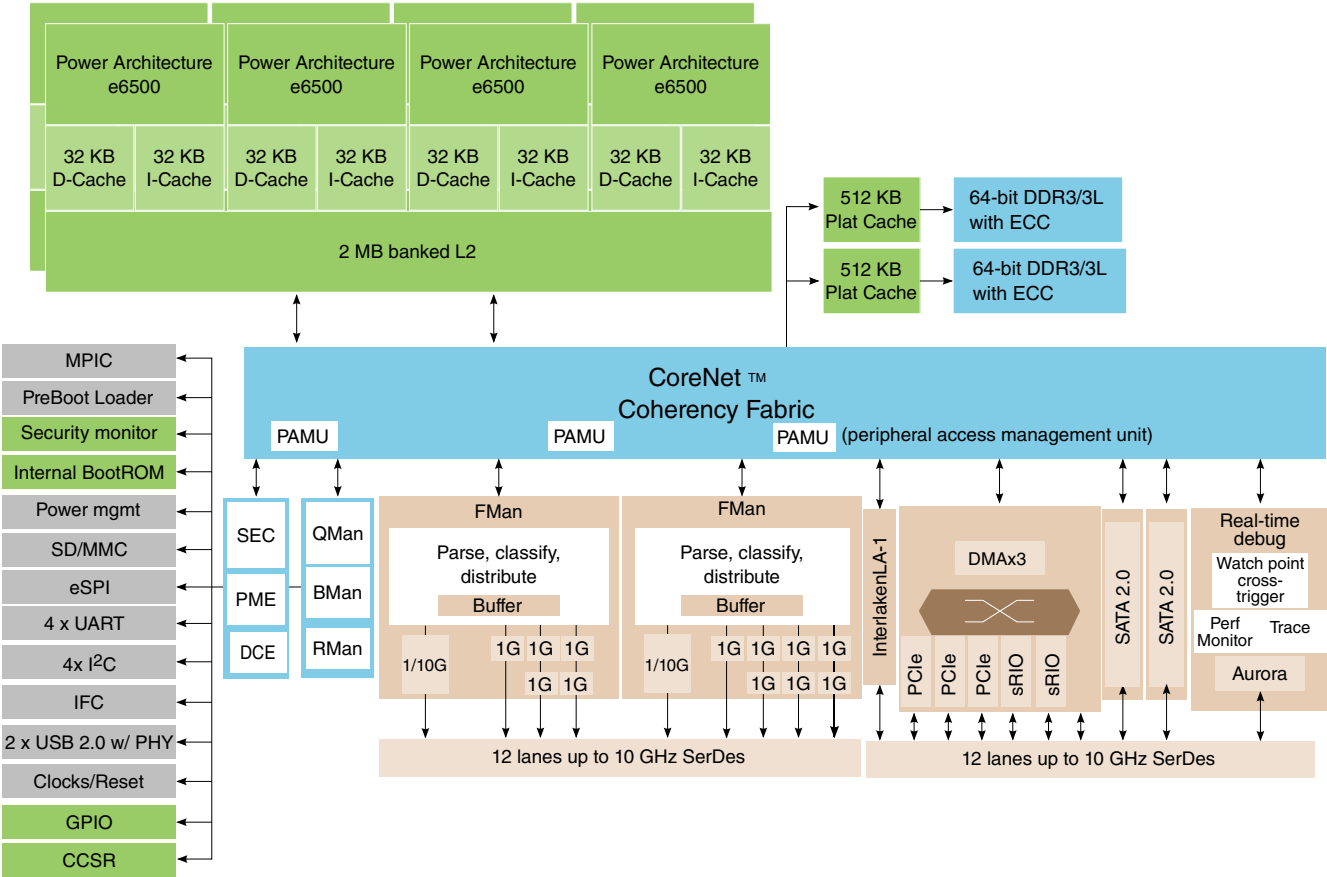 Power Architecture
e6500
Power Architecture
e6500
Power Architecture
e6500
Power Architecture
e6500
32 KB
D-Cache
32 KB
I-Cache
32 KB
D-Cache
32 KB
I-Cache
32 KB
D-Cache
32 KB
I-Cache
32 KB
D-Cache
32 KB
I-Cache
2 MB banked L2
512 KB
Plat Cache
64-bit DDR3/3L
with ECC
512 KB
Plat Cache
64-bit DDR3/3L
with ECC
MPIC
PreBoot Loader
Security monitor
Internal BootROM
Power mgmt
SD/MMC
eSPI
4 x UART
4x I²C
IFC
2 x USB 2.0 w/ PHY
Clocks/Reset
GPIO
CCSR
CoreNet TM
Coherency Fabric
PAMU
PAMU
PAMU (peripheral access management unit)
SEC
PME
DCE
QMan
BMan
RMan
FMan
Parse, classify,
distribute
Buffer
1/10G
1G 1G 1G
1G 1G
FMan
Parse, classify,
distribute
Buffer
1/10G
1G 1G 1G 1G
1G 1G 1G
InterlakenLA-1
DMAx3
PCIe
PCIe
PCIe
sRIO
sRIO
SATA 2.0
SATA 2.0
Real-time
debug
Watch point
cross-
trigger
Perf
Monitor
Trace
Aurora
12 lanes up to 10 GHz SerDes
12 lanes up to 10 GHz SerDes